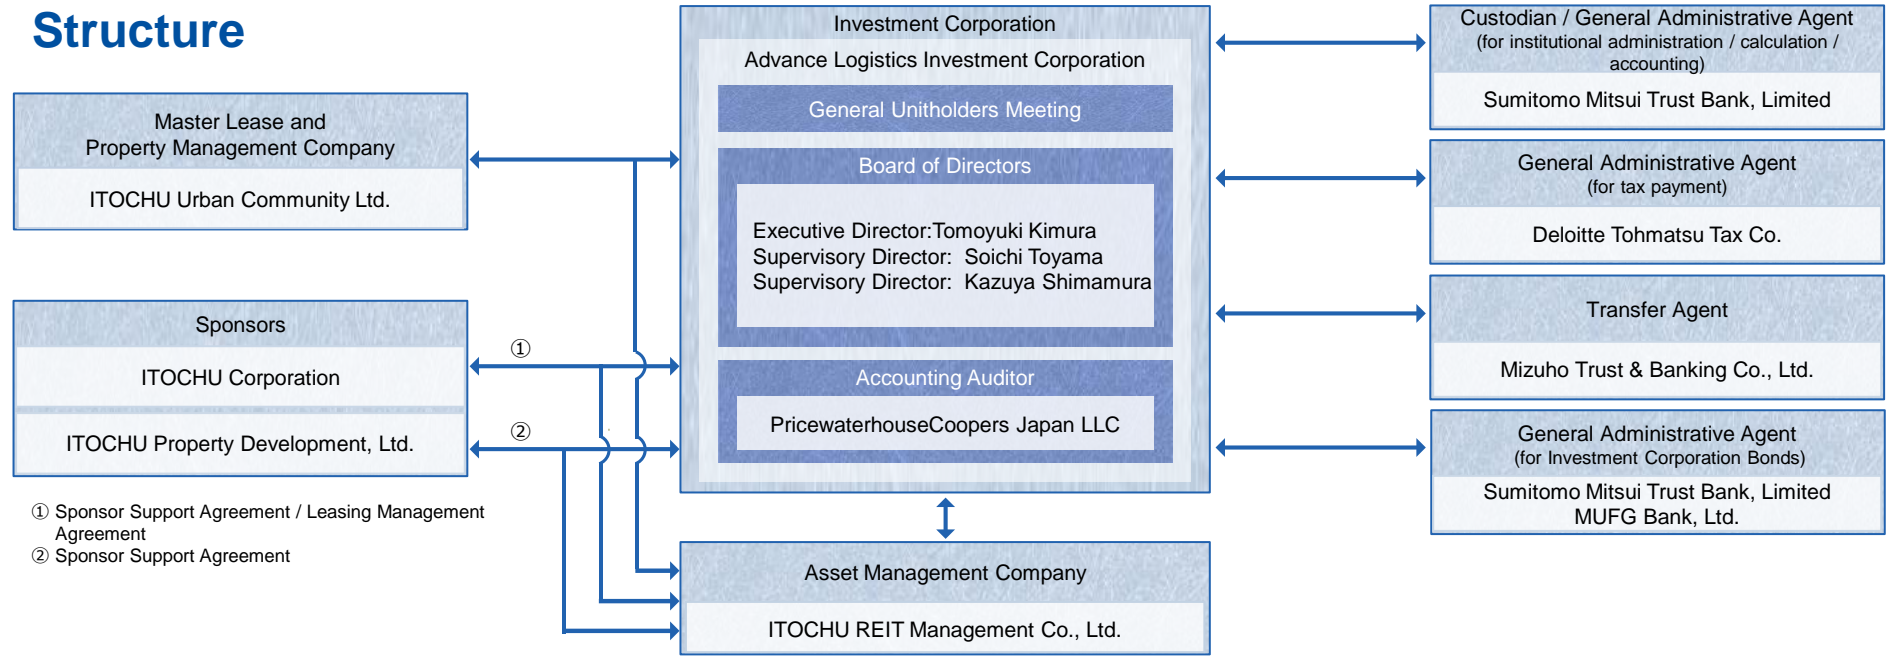 Structure
Master Lease and
Property Management Company
ITOCHU Urban Community Ltd.
Sponsors
ITOCHU Corporation
ITOCHU Property Development, Ltd.
①
②
① Sponsor Support Agreement / Leasing Management
Agreement
② Sponsor Support Agreement
Investment Corporation
Advance Logistics Investment Corporation
General Unitholders Meeting
Board of Directors
Executive Director:Tomoyuki Kimura
Supervisory Director: Soichi Toyama
Supervisory Director: Kazuya Shimamura
Accounting Auditor
PricewaterhouseCoopers Japan LLC
Asset Management Company
ITOCHU REIT Management Co., Ltd.
Custodian / General Administrative Agent
(for institutional administration / calculation /
accounting)
Sumitomo Mitsui Trust Bank, Limited
General Administrative Agent
(for tax payment)
Deloitte Tohmatsu Tax Co.
Transfer Agent
Mizuho Trust & Banking Co., Ltd.
General Administrative Agent
(for Investment Corporation Bonds)
Sumitomo Mitsui Trust Bank, Limited
MUFG Bank, Ltd.